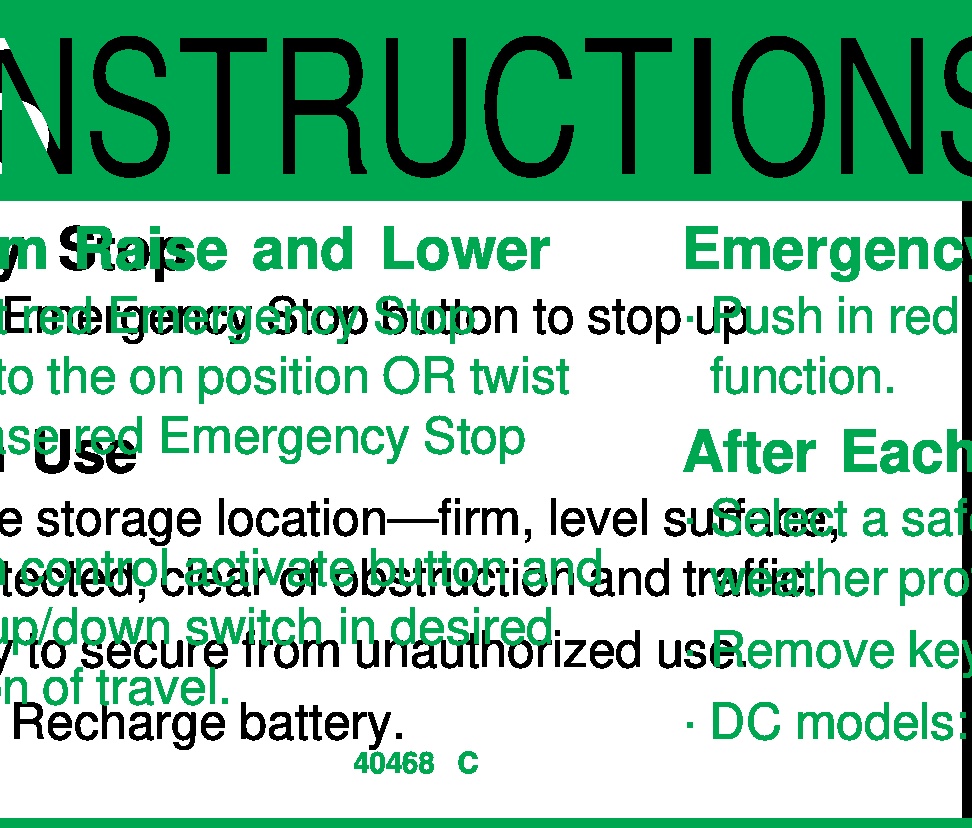 NSTRUCTIONS
m Raise and Lower
y Stop
Emergency
t red Emergency Stop
Emergency Stop button to stop up
· Push in red
to the on position OR twist
function.
ase red Emergency Stop
Use
After Each
e storage location—firm, level surface,
· Select a saf
control activate button and
tected, clear of obstruction and traffic.
weather pro
up/down switch in desired
y to secure from unauthorized use.
· Remove key
n of travel.
Recharge battery.
· DC models:
40468 C